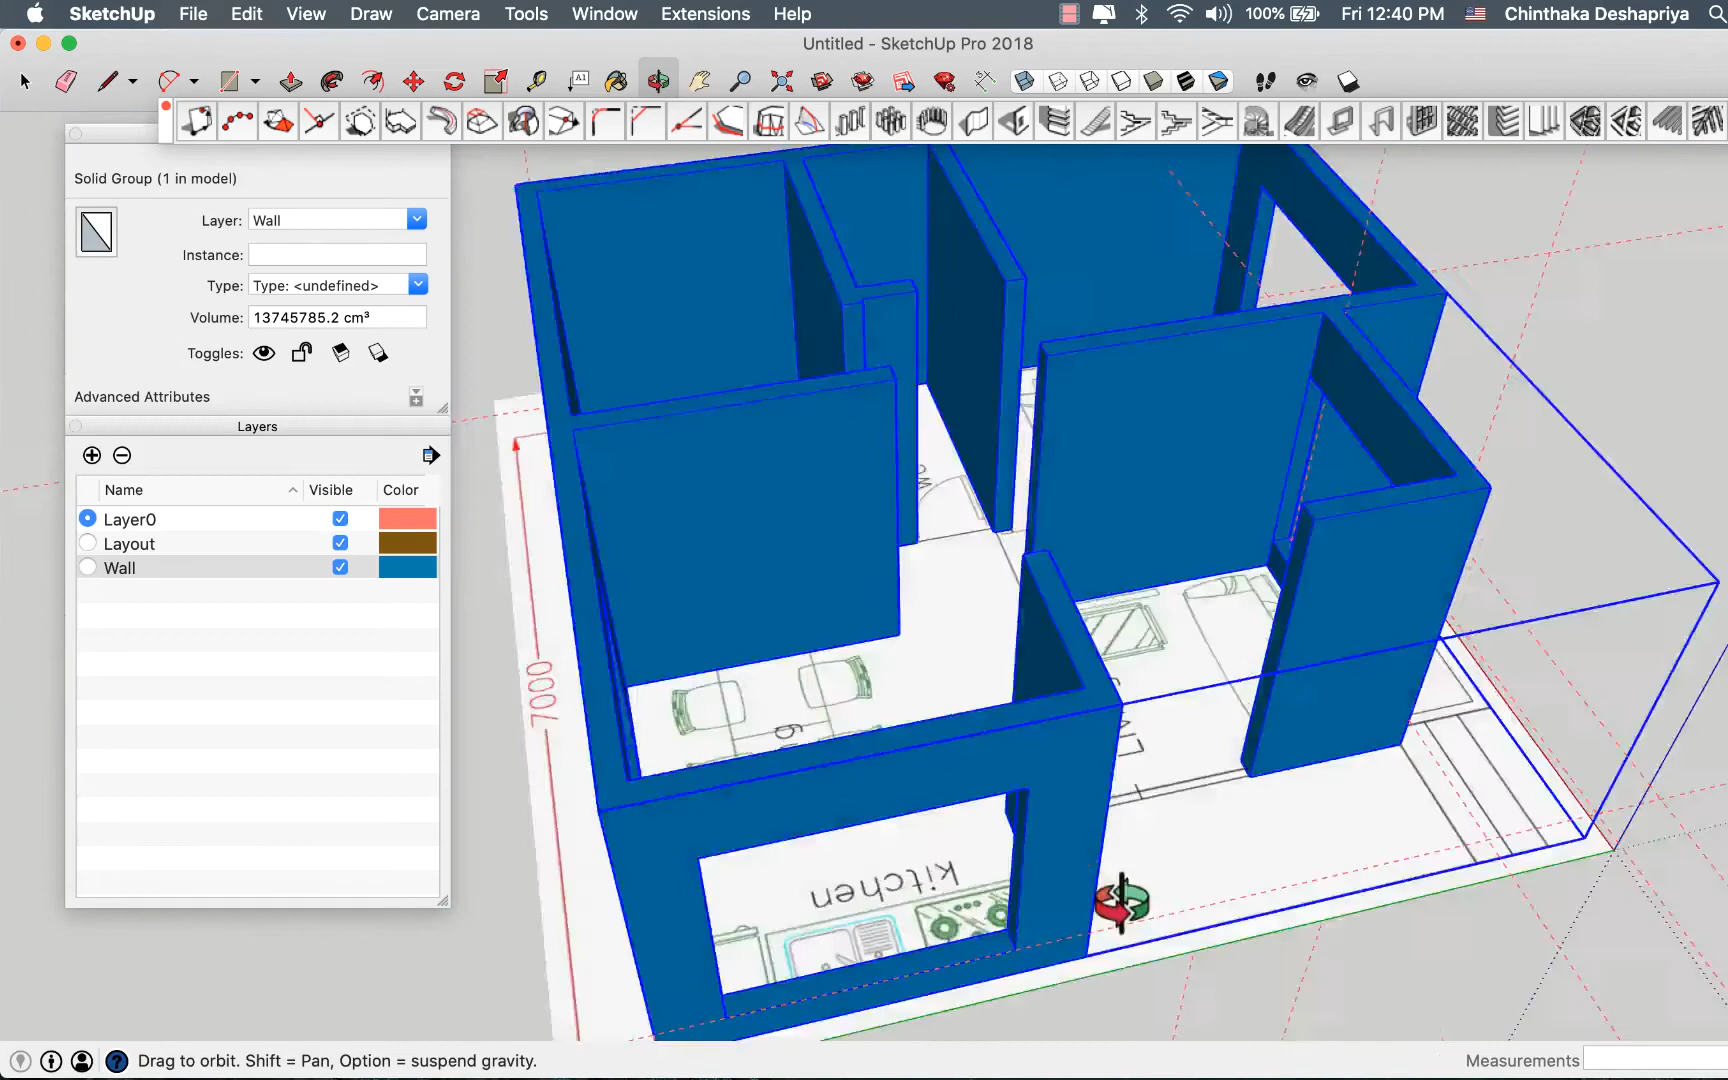 SketchUp File Edit View Draw Camera Tools Window Extensions Help 100% Fri 12:40 PM Chinthaka Deshapriya
Untitled - SketchUp Pro 2018
A1
Solid Group (1 in model)
Layer: Wall
Instance:
Type: Type: <undefined>
Volume: 13745785.2 cm³
Toggles:
Advanced Attributes
Layers
Name Visible Color
Layer0
Layout
Wall
7000
kitchen
Drag to orbit. Shift = Pan, Option = suspend gravity.
Measurements